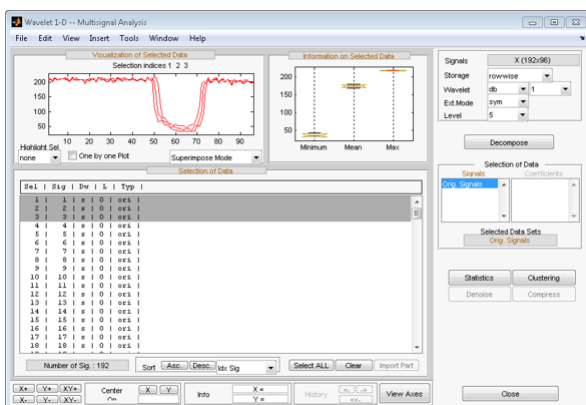 Wavelet 1-D -- Multisignal Analysis
File Edit View Insert Tools Window Help
Visualization of Selected Data
Selection indices 1 2 3
200
150
100
50
10 20 30 40 50 60 70 80 90
Highlight Sel.
none
One by one Plot
Superimpose Mode
Information on Selected Data
200
150
100
50
Minimum Mean Max
Selection of Data
Sel | Sig | Dw | L | Typ |
1 | 1 | s | 0 | ori |
2 | 2 | s | 0 | ori |
3 | 3 | s | 0 | ori |
4 | 4 | s | 0 | ori |
5 | 5 | s | 0 | ori |
6 | 6 | s | 0 | ori |
7 | 7 | s | 0 | ori |
8 | 8 | s | 0 | ori |
9 | 9 | s | 0 | ori |
10 | 10 | s | 0 | ori |
11 | 11 | s | 0 | ori |
12 | 12 | s | 0 | ori |
13 | 13 | s | 0 | ori |
14 | 14 | s | 0 | ori |
15 | 15 | s | 0 | ori |
16 | 16 | s | 0 | ori |
17 | 17 | s | 0 | ori |
18 | 18 | s | 0 | ori |
Number of Sig. : 192
Sort Asc. Desc. Idx Sig
Select ALL Clear Import Part
Signals X (192x96)
Storage rowwise
Wavelet db 1
Ext.Mode sym
Level 5
Decompose
Selection of Data
Signals Coefficients
Orig. Signals
Selected Data Sets
Orig. Signals
Statistics Clustering
Denoise Compress
X+ Y+ XY+
X- Y- XY-
Center X Y
On
Info X =
Y =
History <- ->
<<-
View Axes
Close